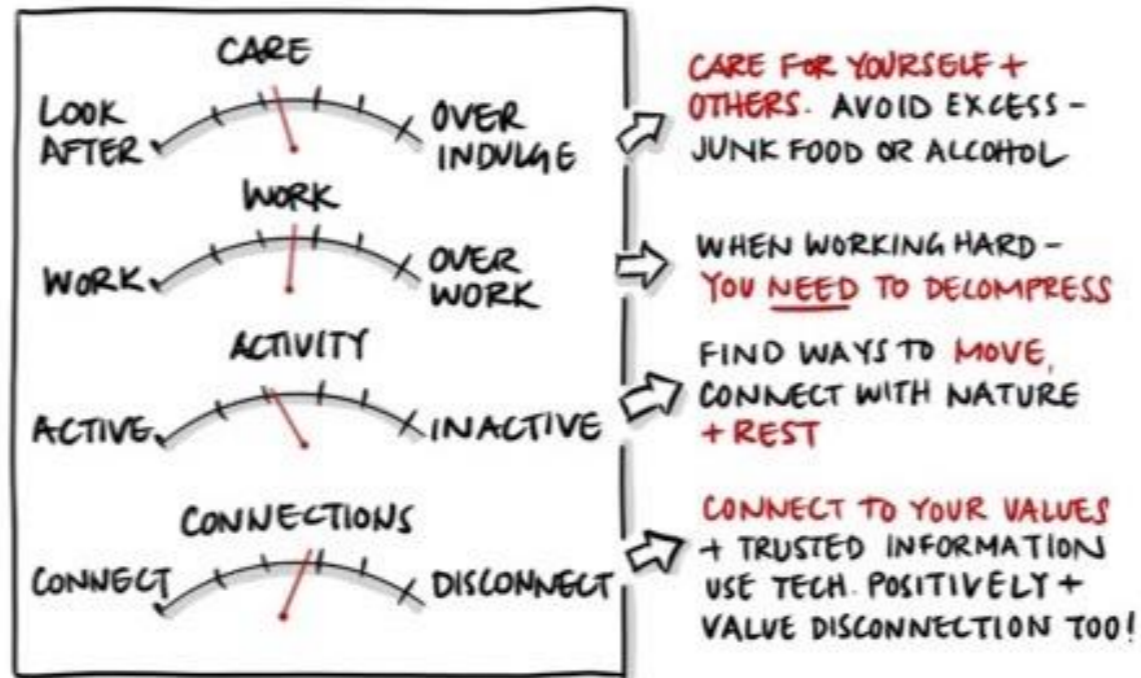 CARE
LOOK
AFTER
OVER
INDULGE
CARE FOR YOURSELF +
OTHERS. AVOID EXCESS -
JUNK FOOD OR ALCOHOL
WORK
WORK
OVER
WORK
WHEN WORKING HARD -
YOU NEED TO DECOMPRESS
ACTIVITY
ACTIVE
INACTIVE
FIND WAYS TO MOVE,
CONNECT WITH NATURE
+ REST
CONNECTIONS
CONNECT
DISCONNECT
CONNECT TO YOUR VALUES
+ TRUSTED INFORMATION
USE TECH. POSITIVELY +
VALUE DISCONNECTION TOO!